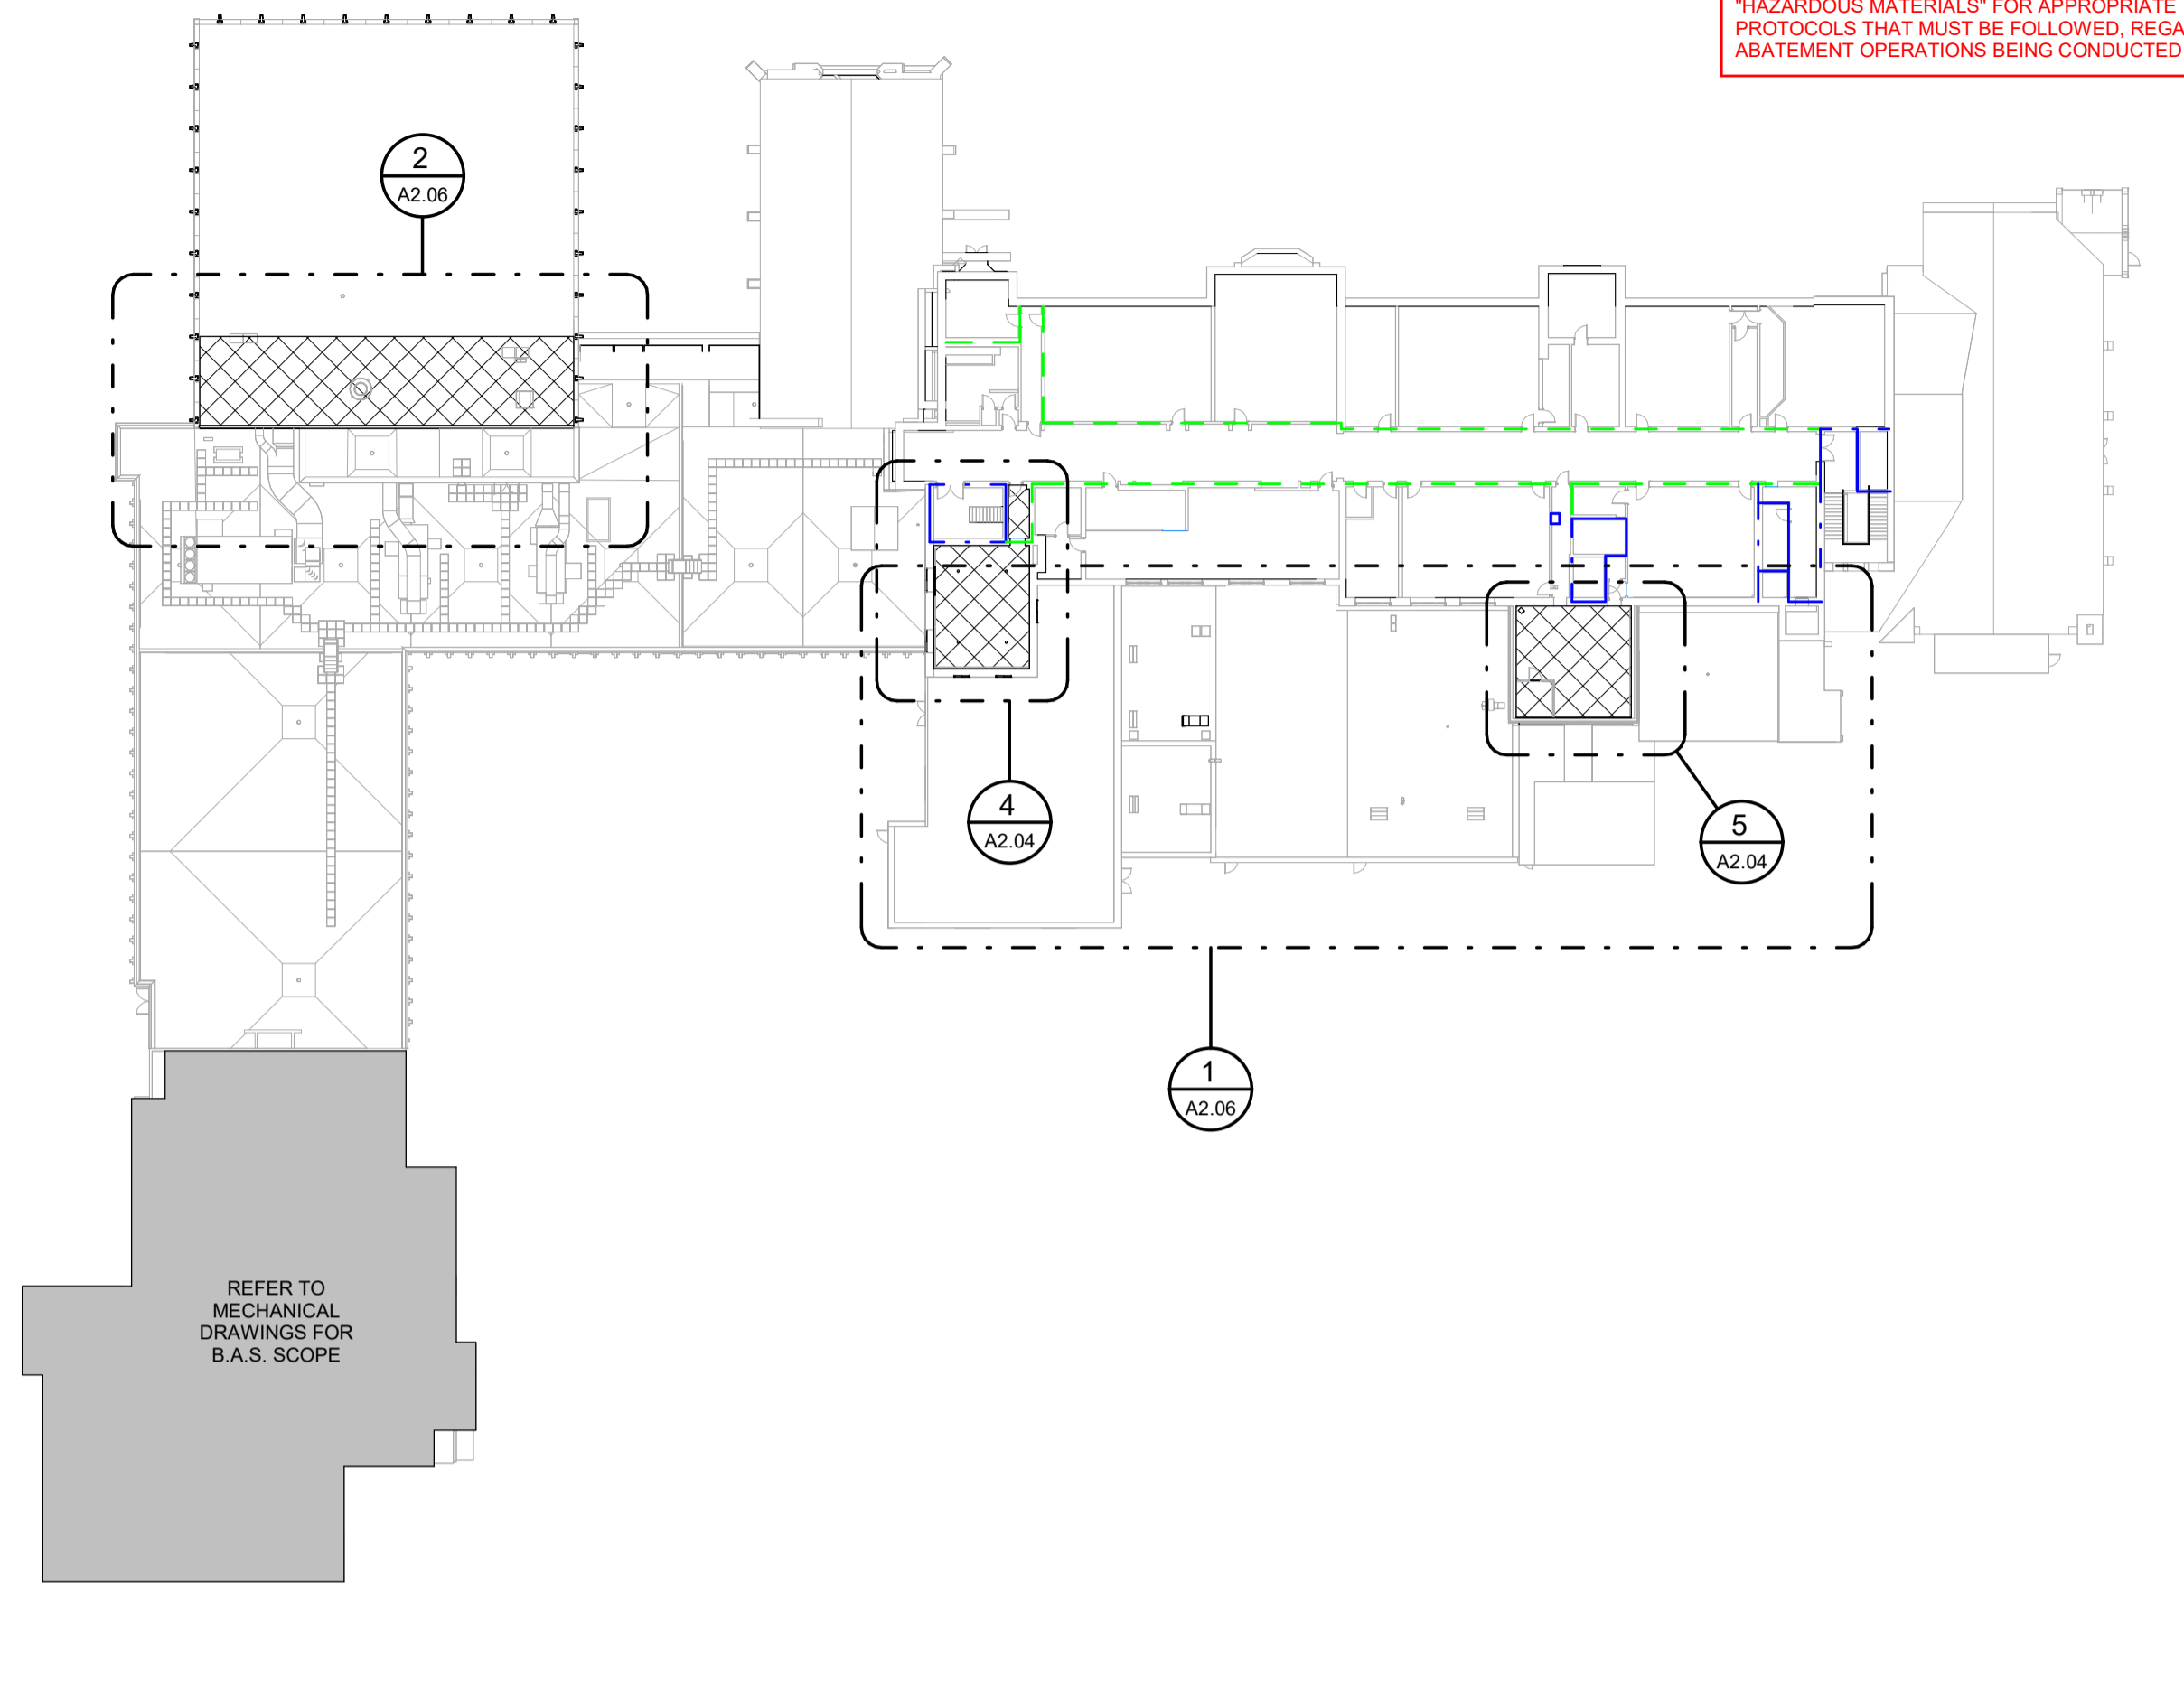 "HAZARDOUS MATERIALS" FOR APPROPRIATE
PROTOCOLS THAT MUST BE FOLLOWED, REGA
ABATEMENT OPERATIONS BEING CONDUCTED
2
A2.06
4
A2.04
5
A2.04
1
A2.06
REFER TO
MECHANICAL
DRAWINGS FOR
B.A.S. SCOPE